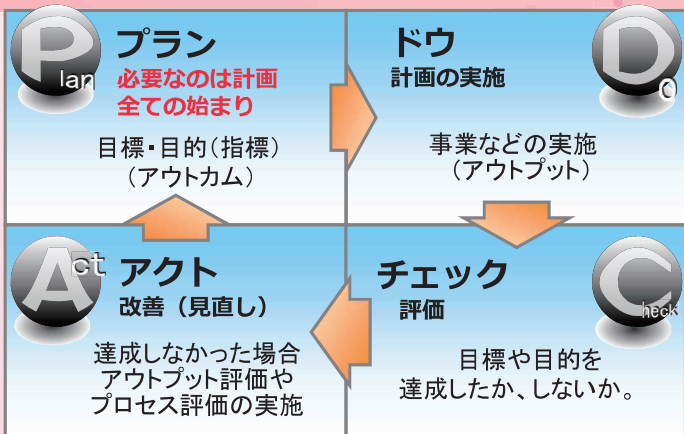 Plan
プラン
必要なのは計画
全ての始まり
目標・目的(指標)
(アウトカム)
Do
ドウ
計画の実施
事業などの実施
(アウトプット)
Act
アクト
改善(見直し)
達成しなかった場合
アウトプット評価や
プロセス評価の実施
Check
チェック
評価
目標や目的を
達成したか、しないか。